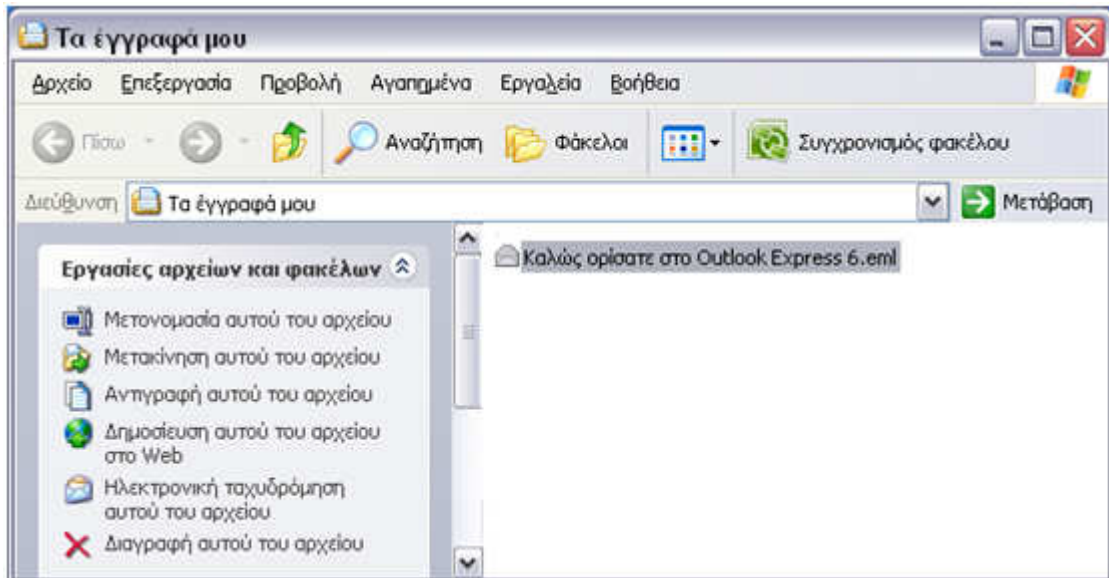 Τα έγγραφά μου
Αρχείο Επεξεργασία Προβολή Αγαπημένα Εργαλεία Βοήθεια
Πίσω Αναζήτηση Φάκελοι Συγχρονισμός φακέλου
Διεύθυνση Τα έγγραφά μου Μετάβαση
Εργασίες αρχείων και φακέλων
Μετονομασία αυτού του αρχείου
Μετακίνηση αυτού του αρχείου
Αντιγραφή αυτού του αρχείου
Δημοσίευση αυτού του αρχείου
στο Web
Ηλεκτρονική ταχυδρόμηση
αυτού του αρχείου
Διαγραφή αυτού του αρχείου
Καλώς ορίσατε στο Outlook Express 6.eml